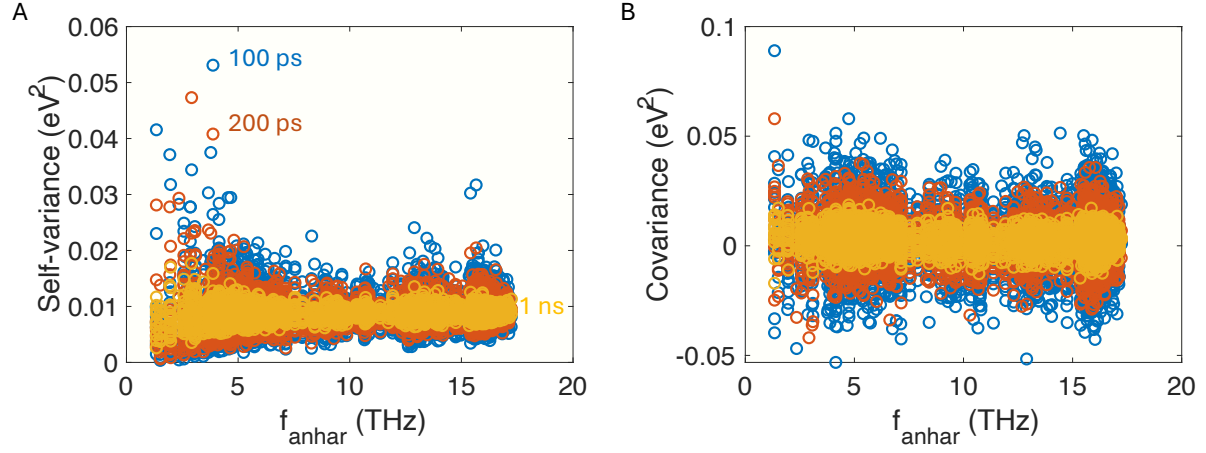 A
0.06
0.05
0.04
0.03
0.02
0.01
0
Self-variance (eV²)
100 ps
200 ps
1 ns
0 5 10 15 20
f_anhar (THz)
B
0.1
0.05
0
-0.05
Covariance (eV²)
0 5 10 15 20
f_anhar (THz)